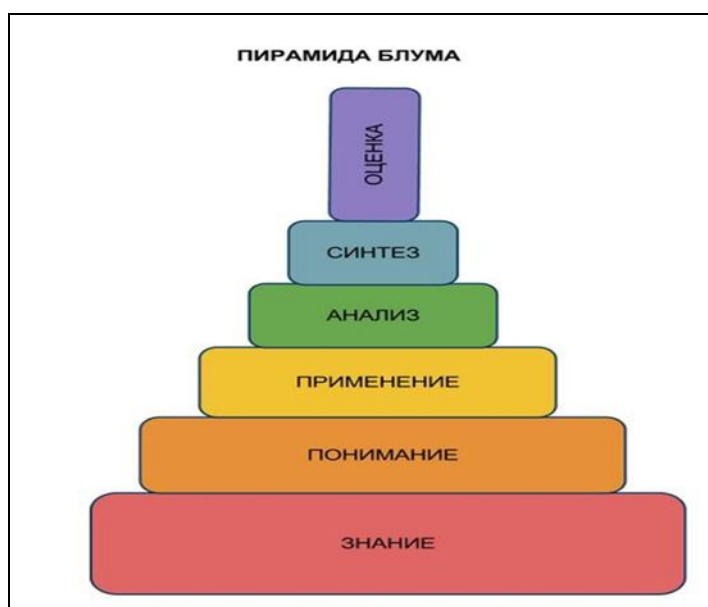 ПИРАМИДА БЛУМА
ОЦЕНКА
СИНТЕЗ
АНАЛИЗ
ПРИМЕНЕНИЕ
ПОНИМАНИЕ
ЗНАНИЕ